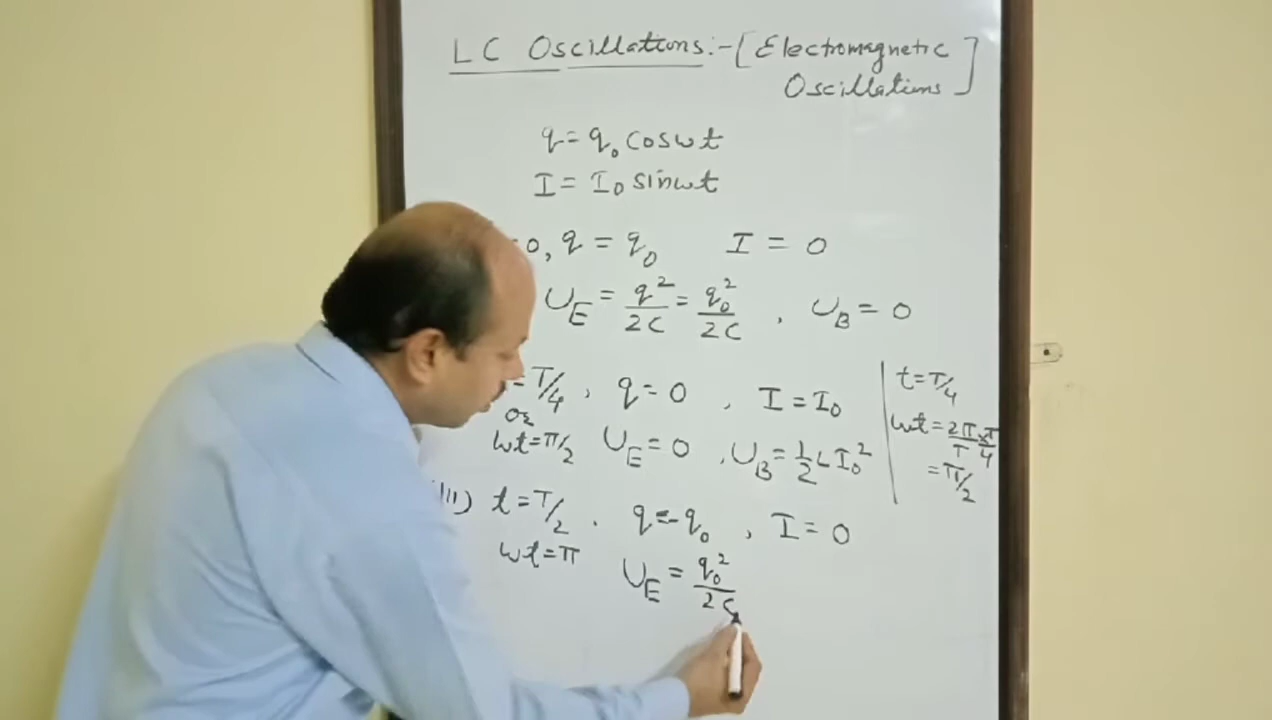 LC Oscillations:-[Electromagnetic
Oscillations]
q = q₀ cosωt
I = I₀ sinωt
=0, q = q₀ I = 0
U_E = q²/2C = q₀²/2C , U_B = 0
= T/4 , q = 0 , I = I₀
or
ωt = π/2 U_E = 0 , U_B = 1/2 L I₀²
t = T/4
ωt = 2π/T × T/4
= π/2
III) t = T/2 . q = -q₀ , I = 0
ωt = π
U_E = q₀²/2C